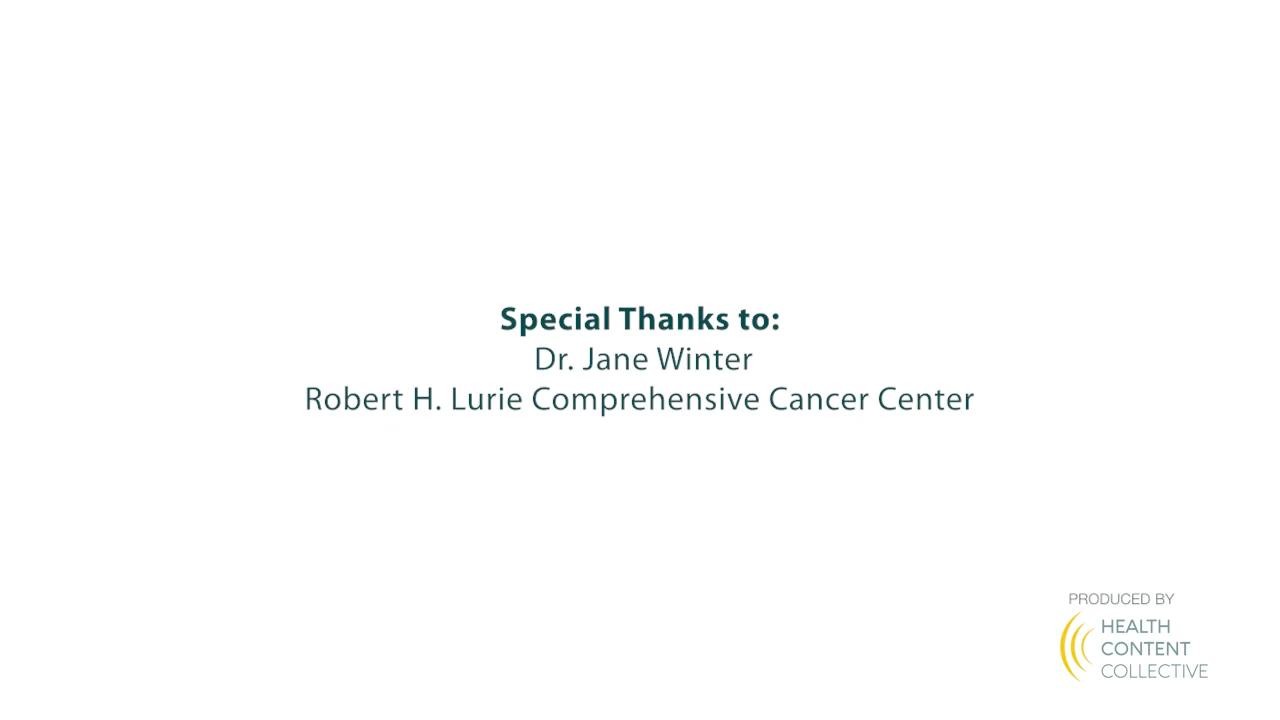 Special Thanks to:
Dr. Jane Winter
Robert H. Lurie Comprehensive Cancer Center
PRODUCED BY
HEALTH
CONTENT
COLLECTIVE